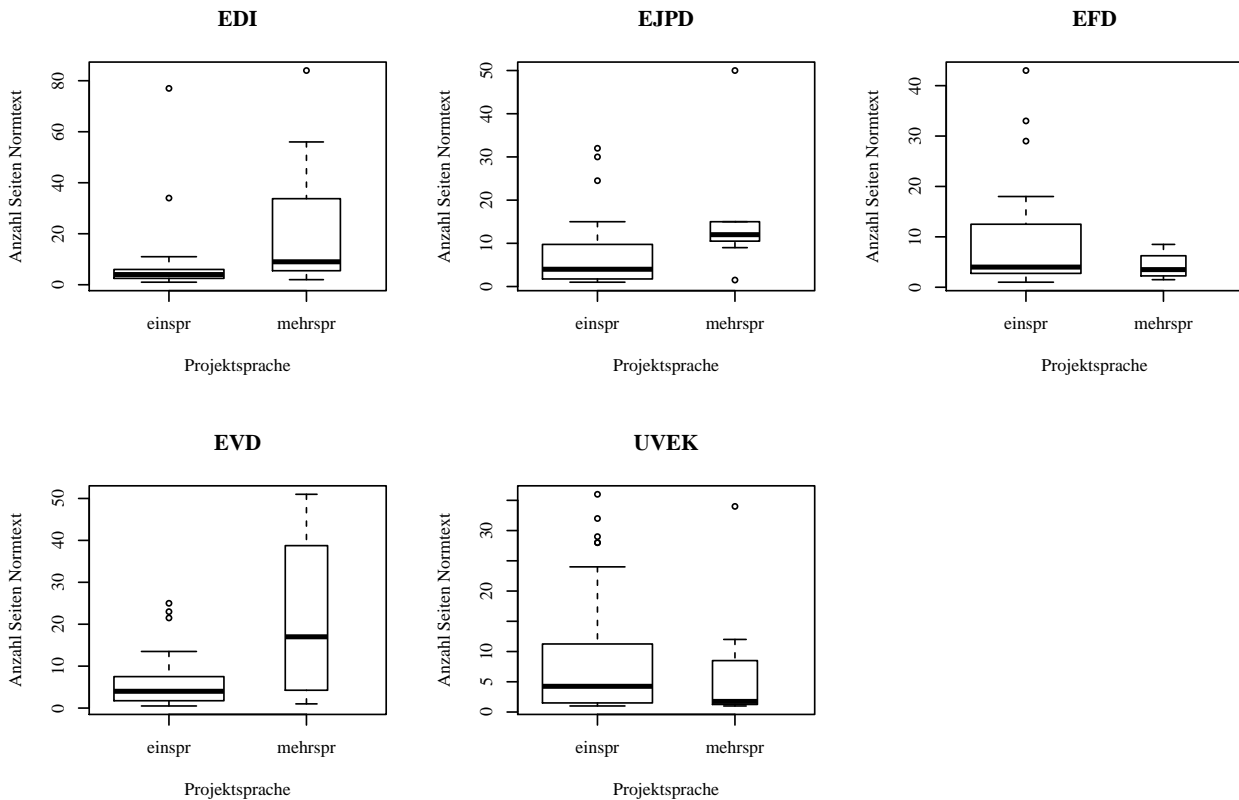 EDI
Anzahl Seiten Normtext
0
20
40
60
80
einspr
mehrspr
Projektsprache
EJPD
Anzahl Seiten Normtext
0
10
20
30
40
50
einspr
mehrspr
Projektsprache
EFD
Anzahl Seiten Normtext
0
10
20
30
40
einspr
mehrspr
Projektsprache
EVD
Anzahl Seiten Normtext
0
10
20
30
40
50
einspr
mehrspr
Projektsprache
UVEK
Anzahl Seiten Normtext
0
5
10
20
30
einspr
mehrspr
Projektsprache